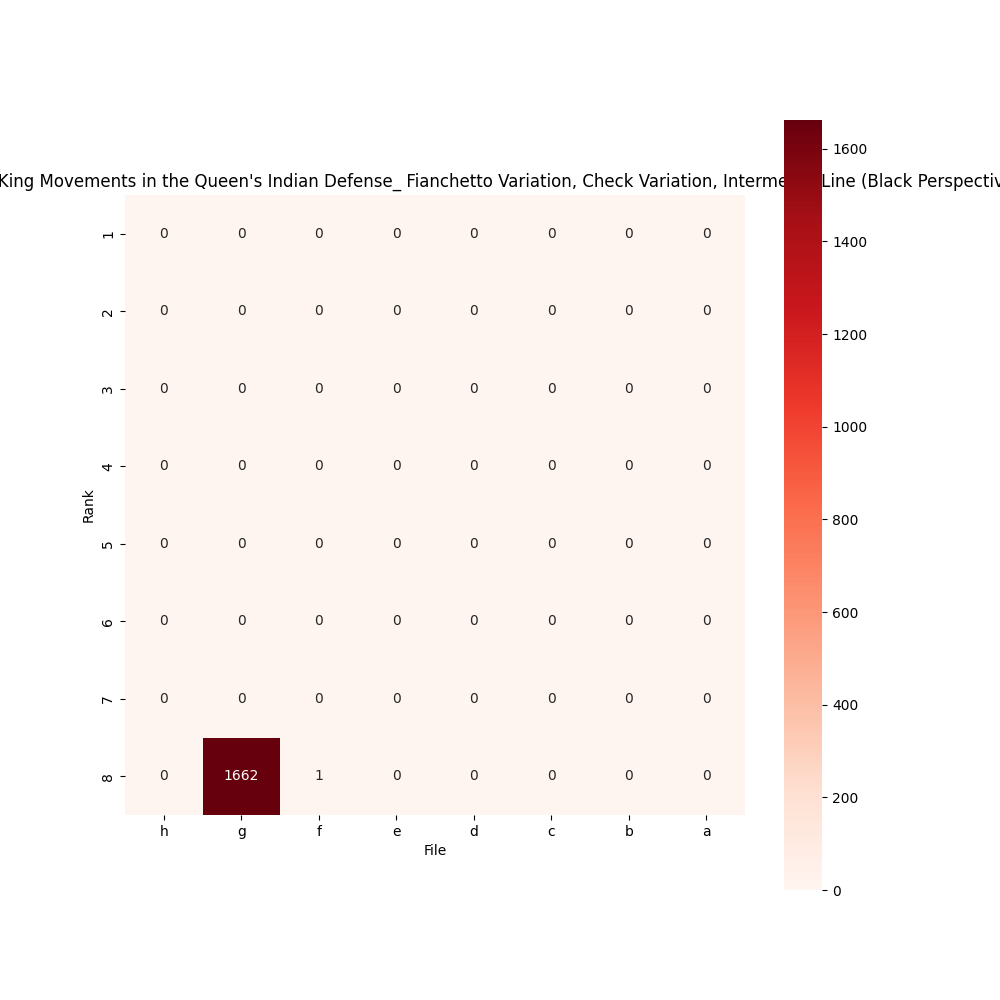 King Movements in the Queen's Indian Defense_ Fianchetto Variation, Check Variation, Interme Line (Black Perspectiv
1600
1400
1200
1000
800
600
400
200
0
Rank
1 0 0 0 0 0 0 0 0
2 0 0 0 0 0 0 0 0
3 0 0 0 0 0 0 0 0
4 0 0 0 0 0 0 0 0
5 0 0 0 0 0 0 0 0
6 0 0 0 0 0 0 0 0
7 0 0 0 0 0 0 0 0
8 0 1662 1 0 0 0 0 0
h g f e d c b a
File